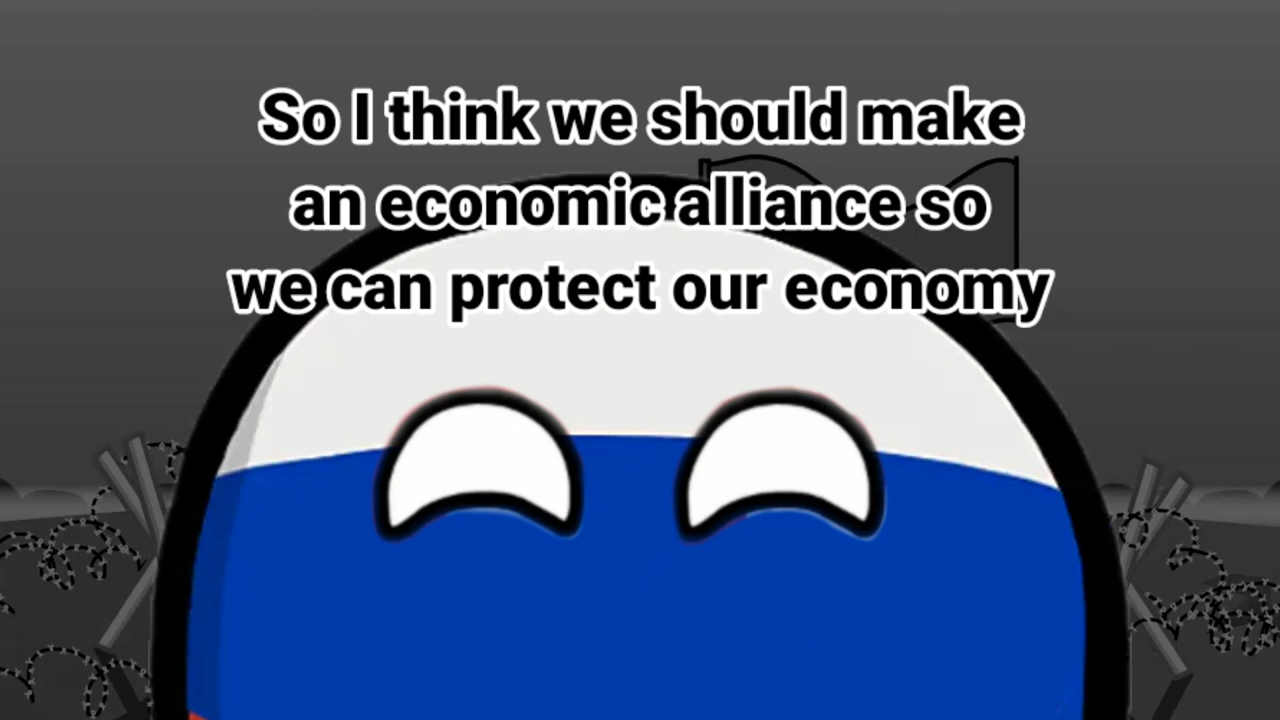 So I think we should make
an economic alliance so
we can protect our economy